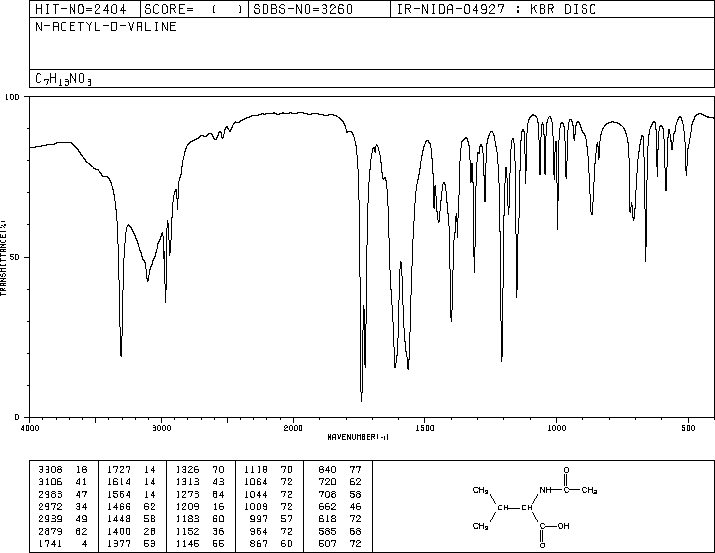 HIT-NO=2404 SCORE= ( ) SDBS-NO=3260 IR-NIDA-04927 : KBR DISC
N-ACETYL-D-VALINE
C7H13NO3
100
50
0
TRANSMITTANCE(%)
4000 3000 2000 1500 1000 500
WAVENUMBER(-1)
3308 18 1727 14 1326 70 1118 70 840 77
3106 41 1614 14 1313 43 1064 72 720 62
2983 47 1564 14 1273 64 1044 72 708 58
2972 34 1466 62 1209 16 1009 72 662 46
2939 49 1448 58 1183 60 997 57 618 72
2879 62 1400 28 1152 36 964 72 585 68
1741 4 1377 53 1146 867 60 507 72
O
CH3 NH C CH3
CH CH
CH3 C OH
O